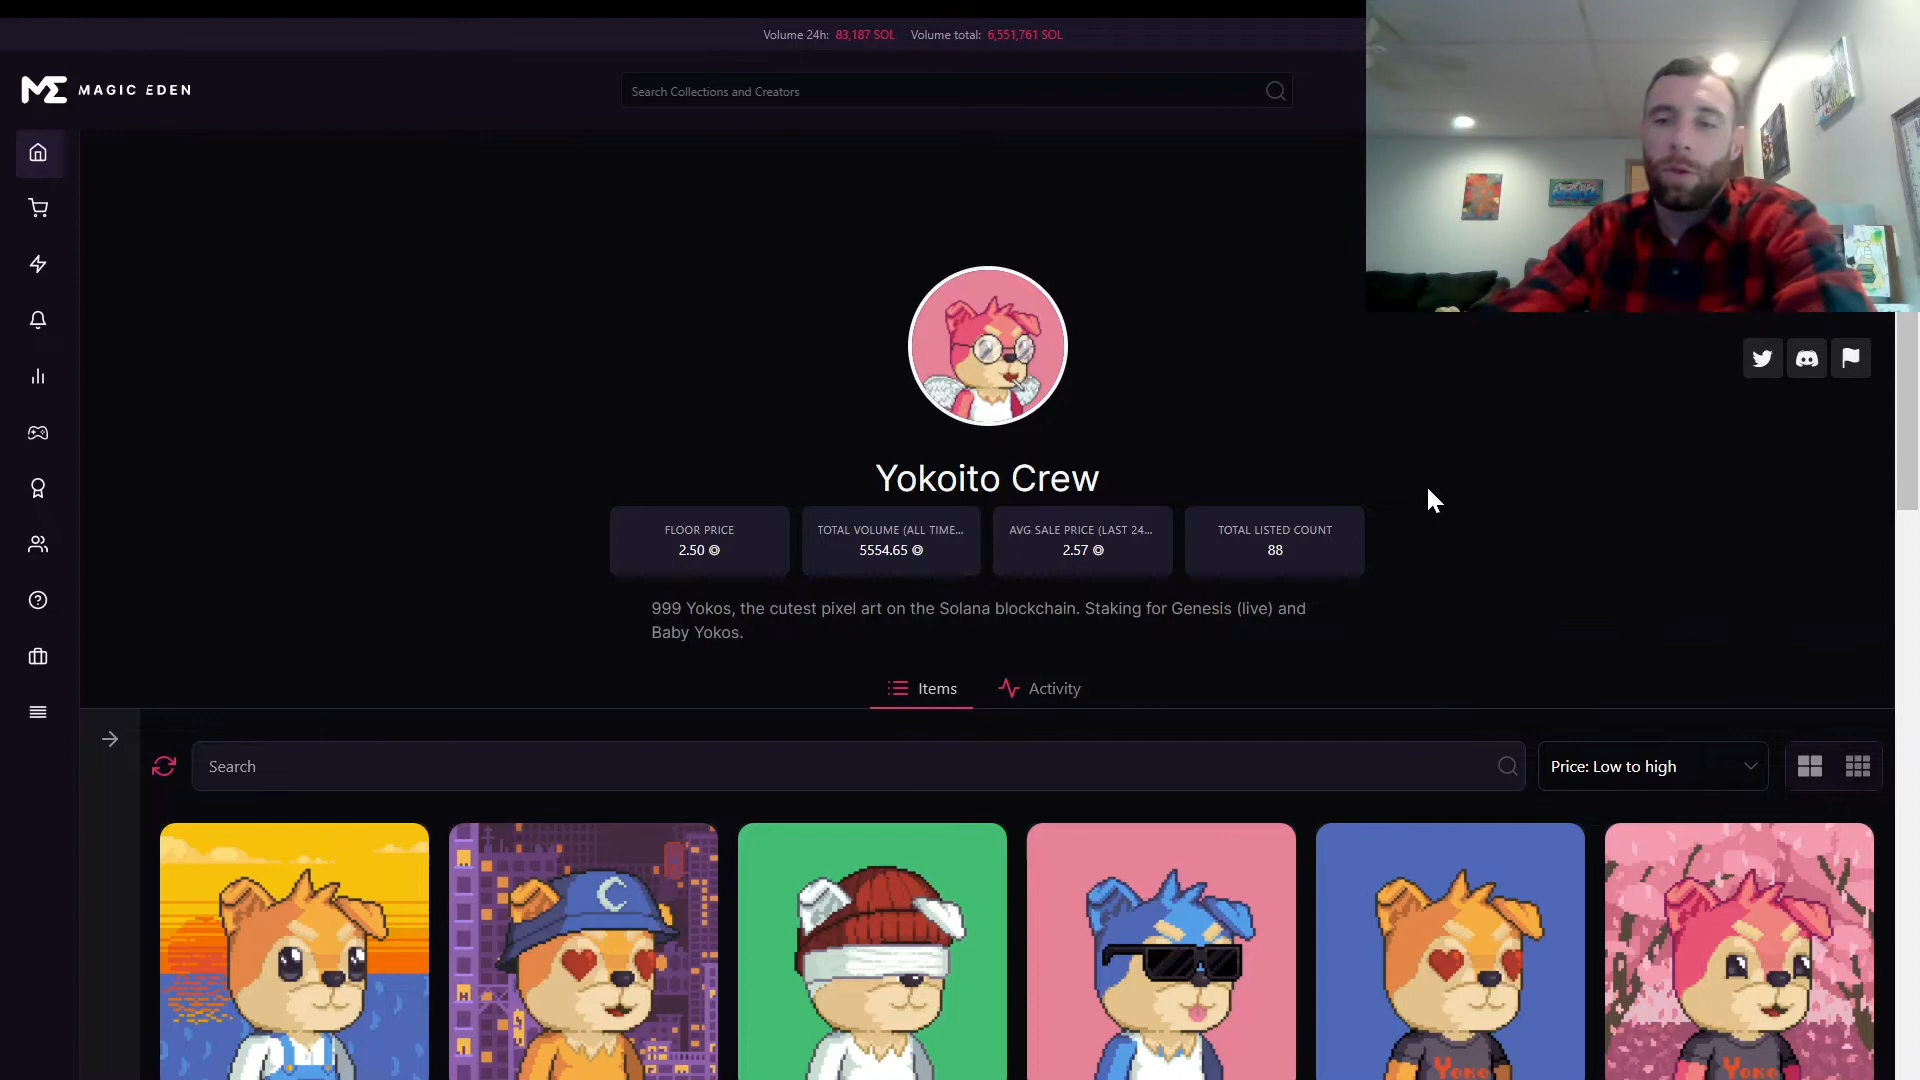 Volume 24h: 83,187 SOL Volume total: 6,551,761 SOL
MAGIC EDEN
Search Collections and Creators
Yokoito Crew
FLOOR PRICE
2.50
TOTAL VOLUME (ALL TIME...
5554.65
AVG SALE PRICE (LAST 24...
2.57
TOTAL LISTED COUNT
88
999 Yokos, the cutest pixel art on the Solana blockchain. Staking for Genesis (live) and
Baby Yokos.
Items
Activity
Search
Price: Low to high
C
Yoko
Yoko